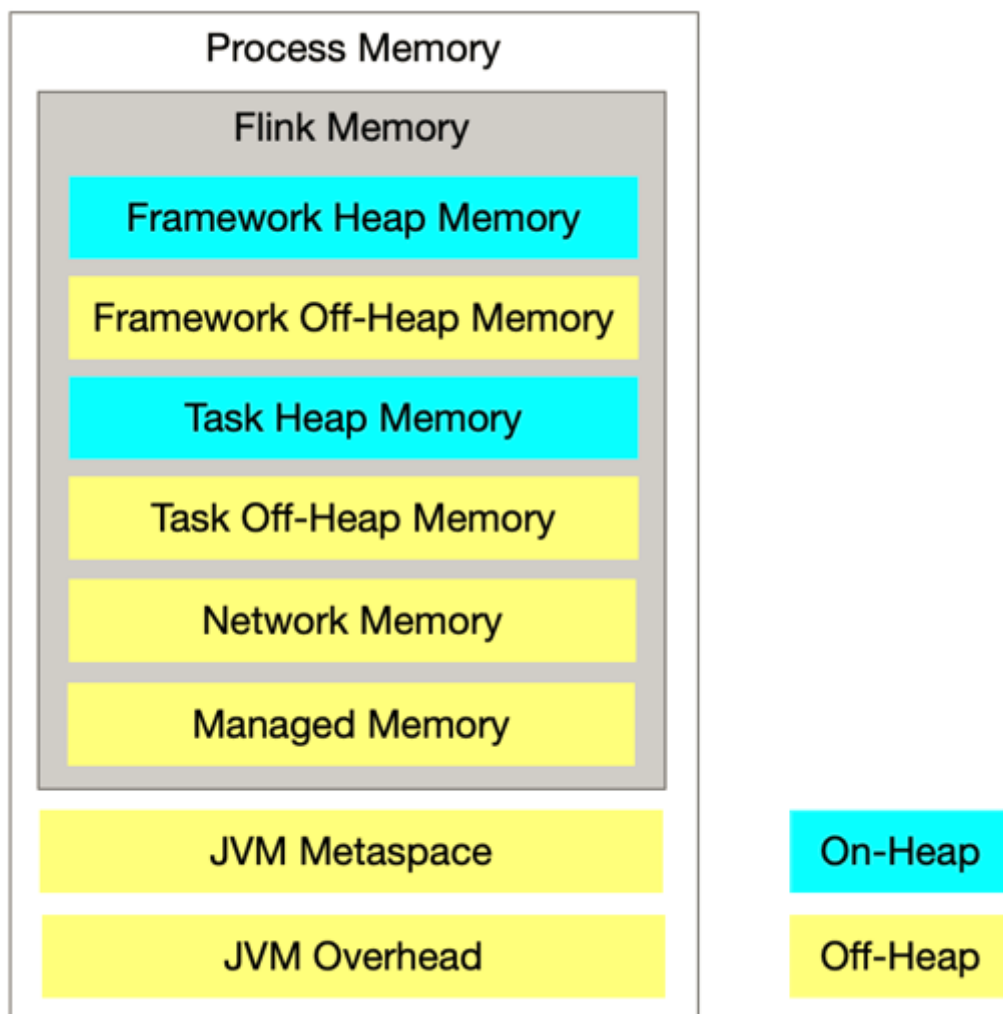 Process Memory
Flink Memory
Framework Heap Memory
Framework Off-Heap Memory
Task Heap Memory
Task Off-Heap Memory
Network Memory
Managed Memory
JVM Metaspace
On-Heap
JVM Overhead
Off-Heap